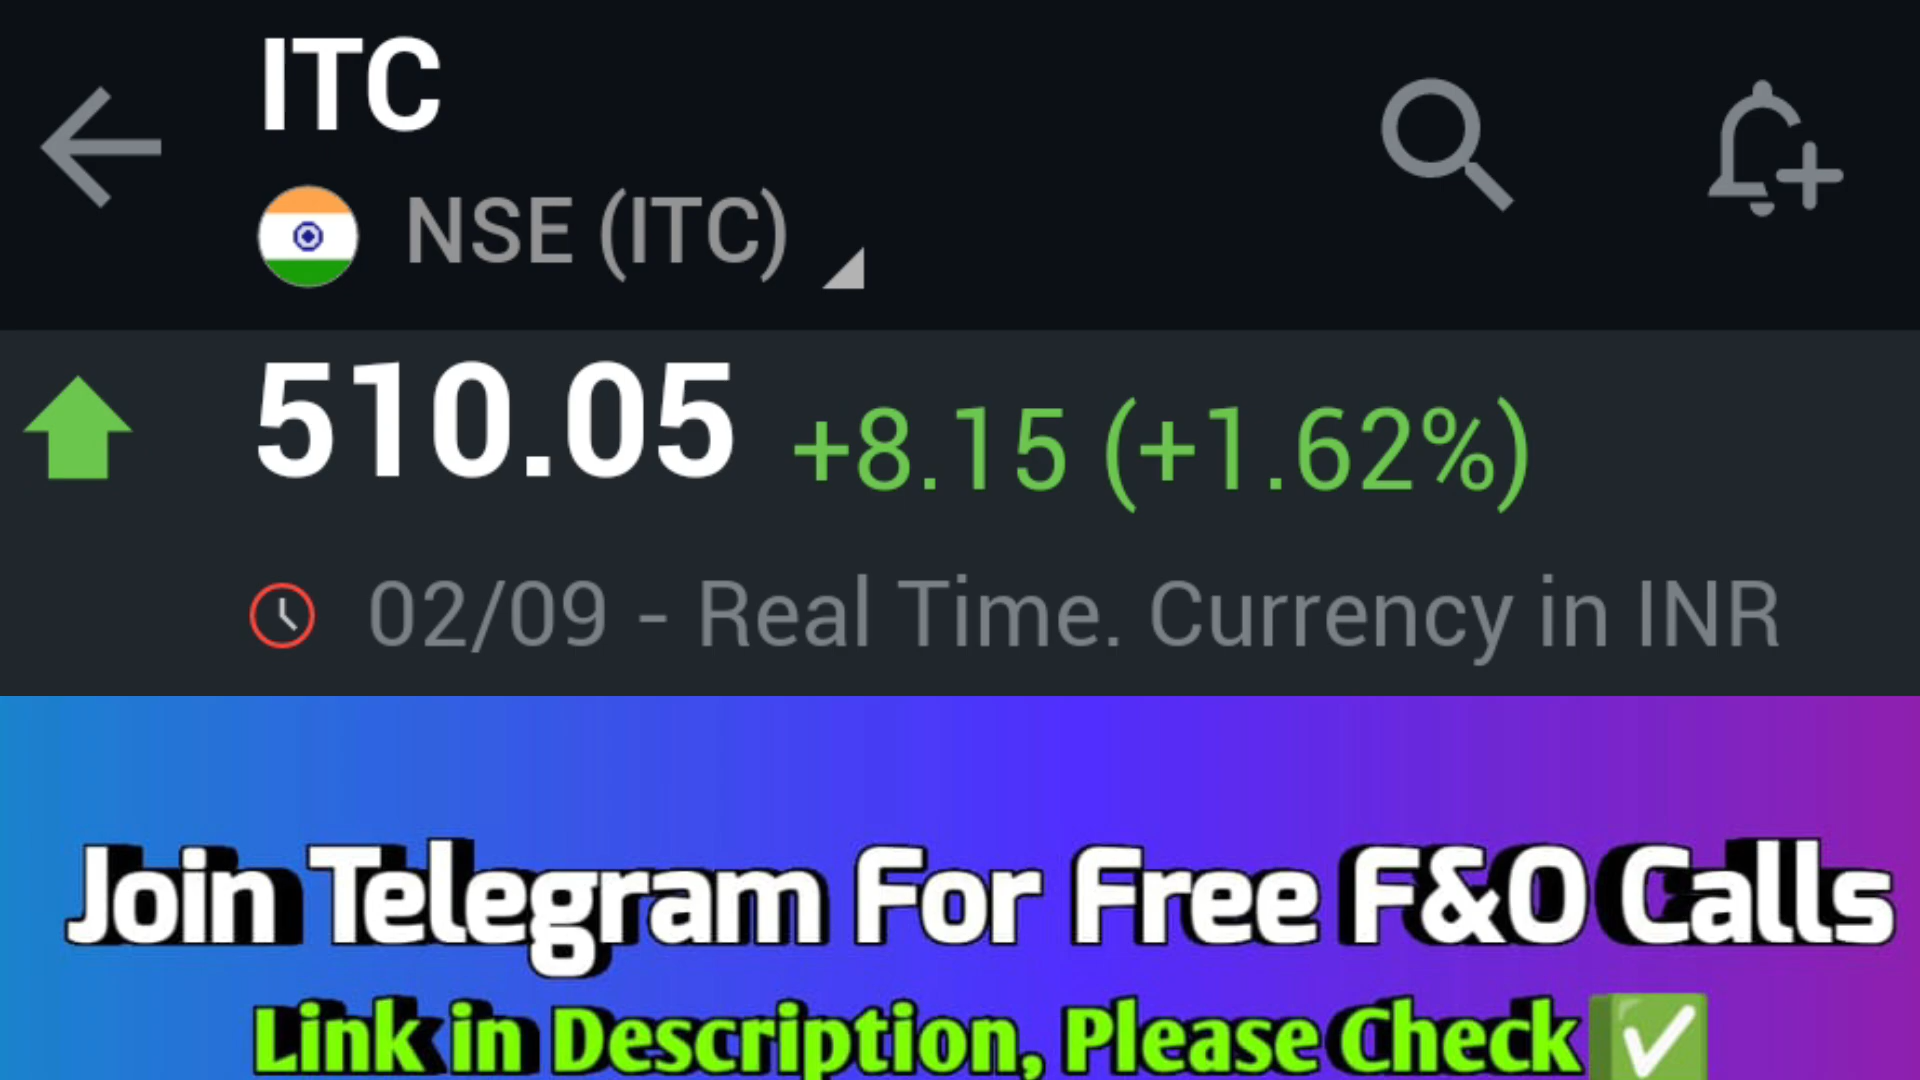 ITC
NSE (ITC)
510.05 +8.15 (+1.62%)
02/09 - Real Time. Currency in INR
Join Telegram For Free F&O Calls
Link in Description, Please Check ✅